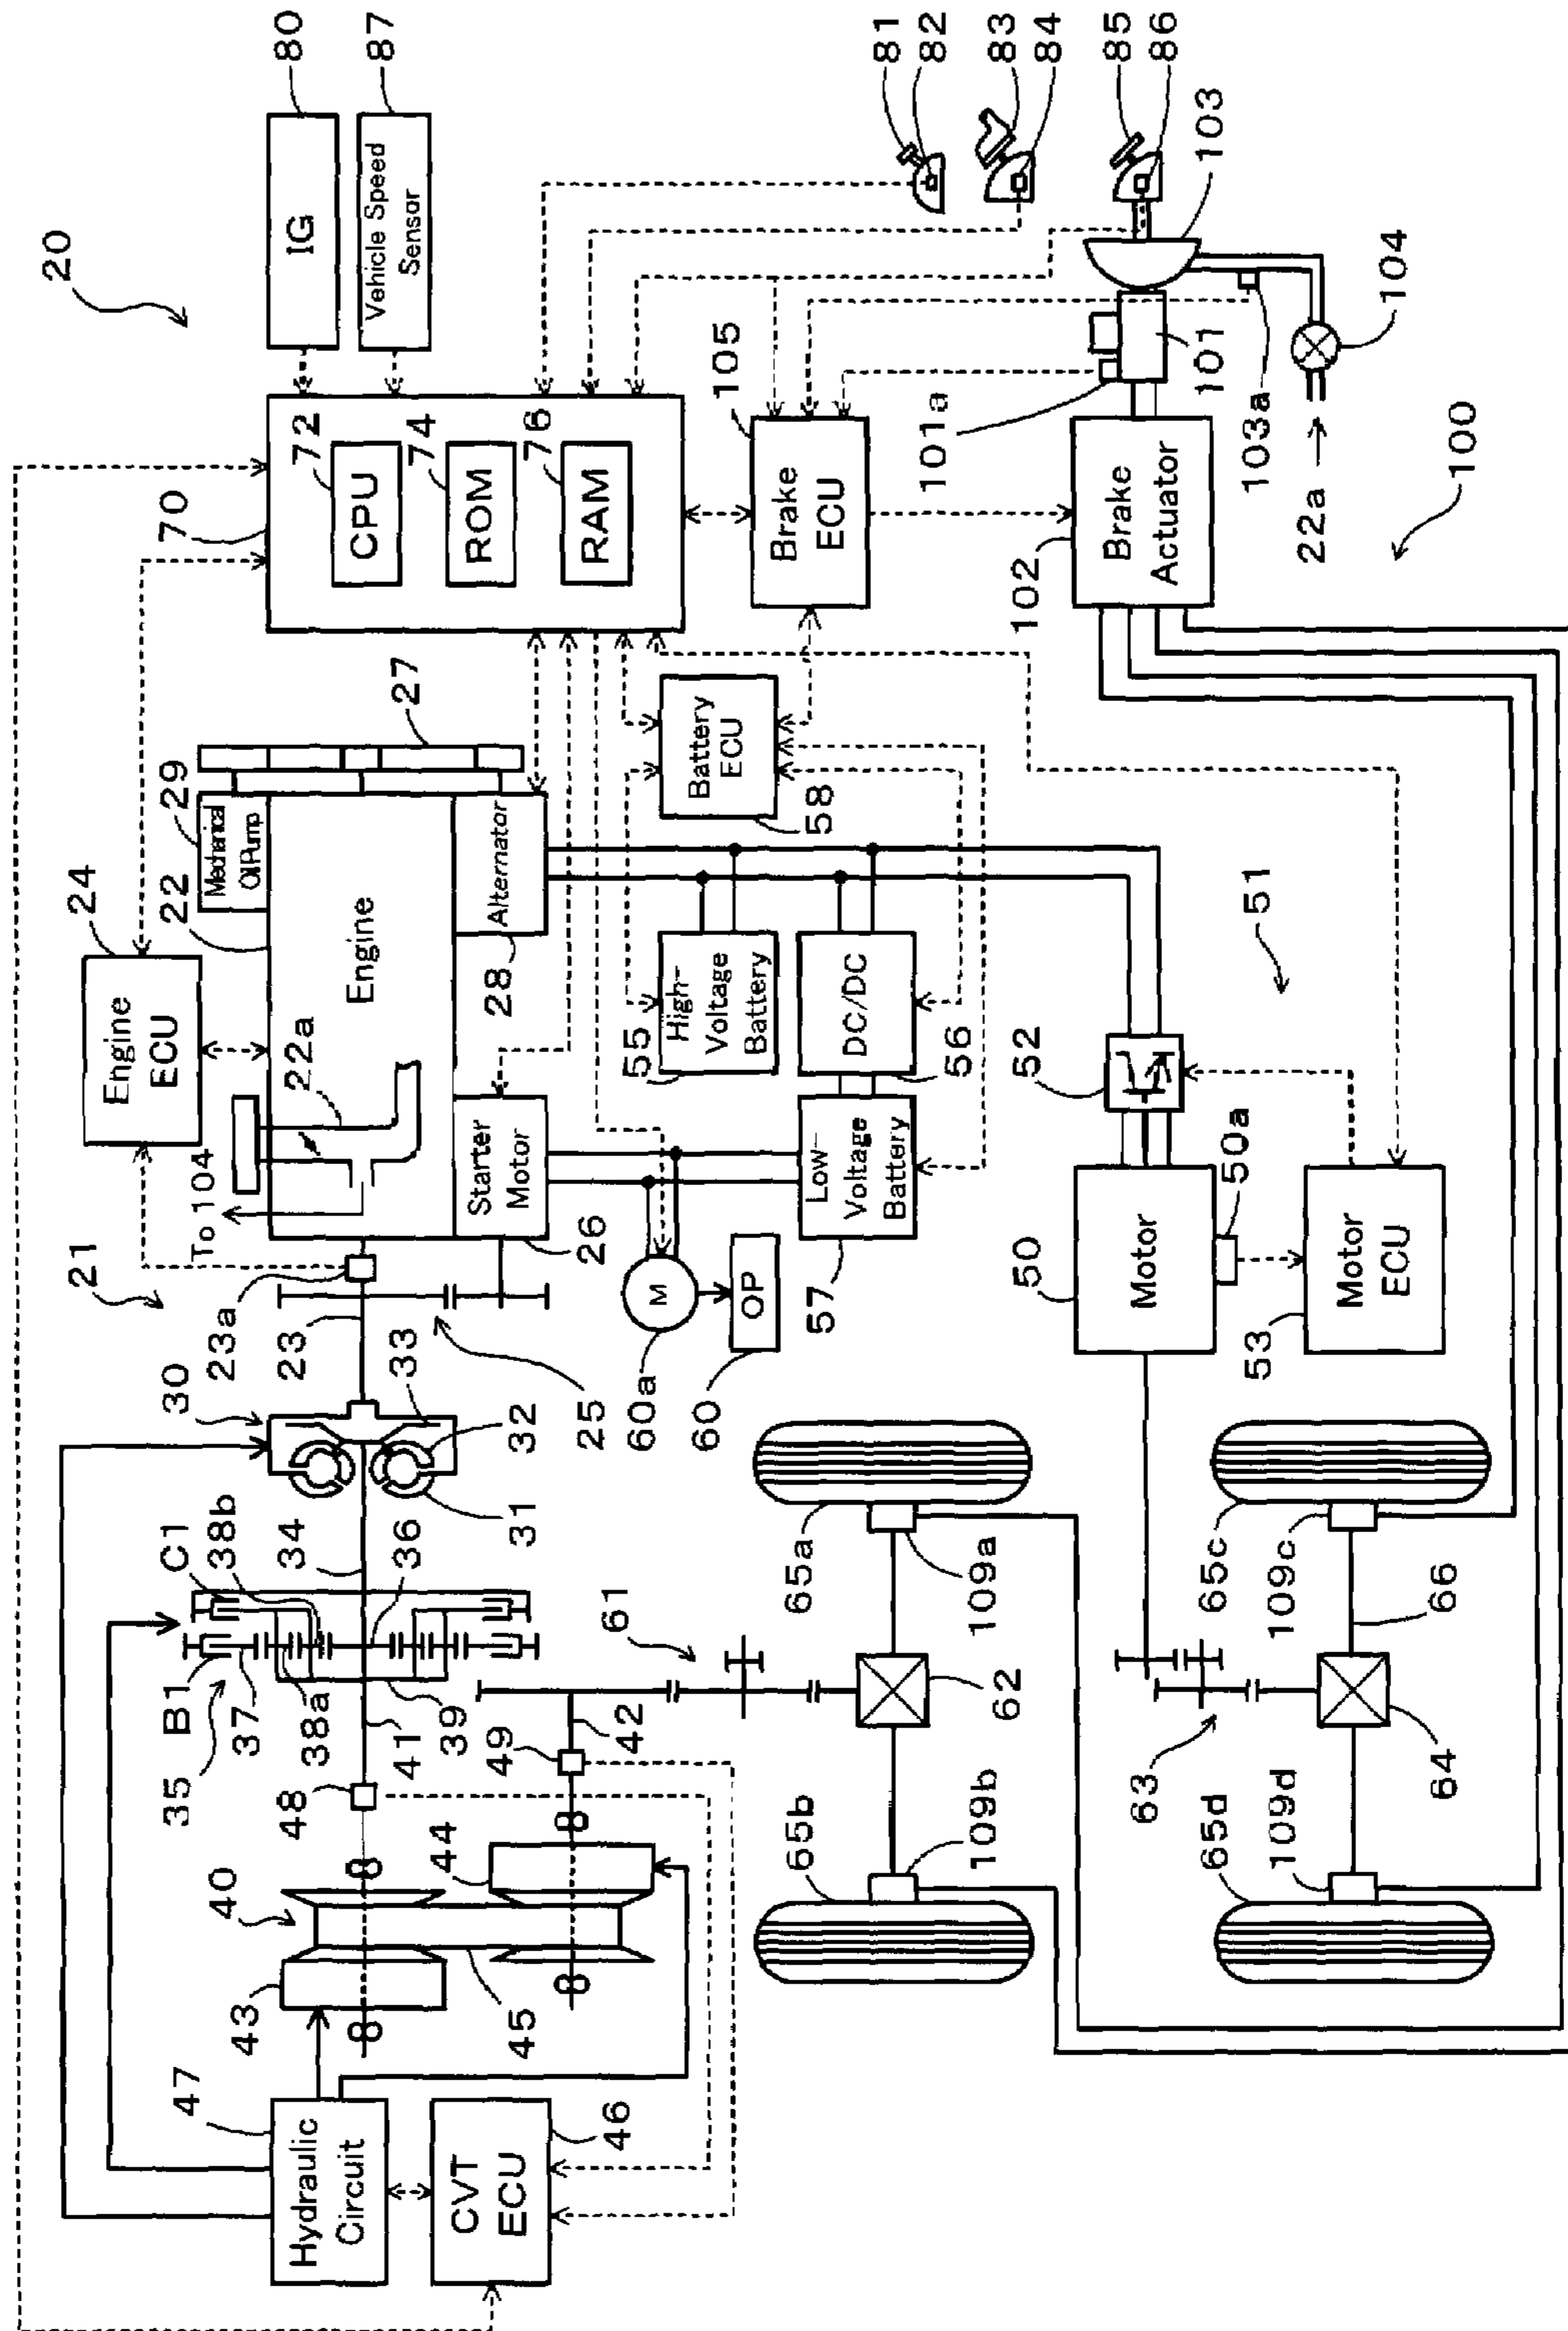 20
IG
80
Vehicle Speed
Sensor
87
70
72
CPU
74
ROM
76
RAM
81
82
83
84
85
86
103
104
103a
22a
100
101
101a
105
Brake
ECU
102
Brake
Actuator
27
29
Mechanical
Oil Pump
22
Engine
22a
24
Engine
ECU
To 104
21
Alternator
28
Starter
Motor
26
Battery
ECU
58
55
High-
Voltage
Battery
DC/DC
56
Low-
Voltage
Battery
57
M
60a
OP
60
51
52
50
Motor
50a
53
Motor
ECU
23a
23
25
30
33
32
31
34
36
C1
38b
B1
37
38a
35
39
41
48
49
42
40
43
44
45
47
Hydraulic
Circuit
46
CVT
ECU
61
62
65a
109a
65b
109b
63
64
66
65c
109c
65d
109d